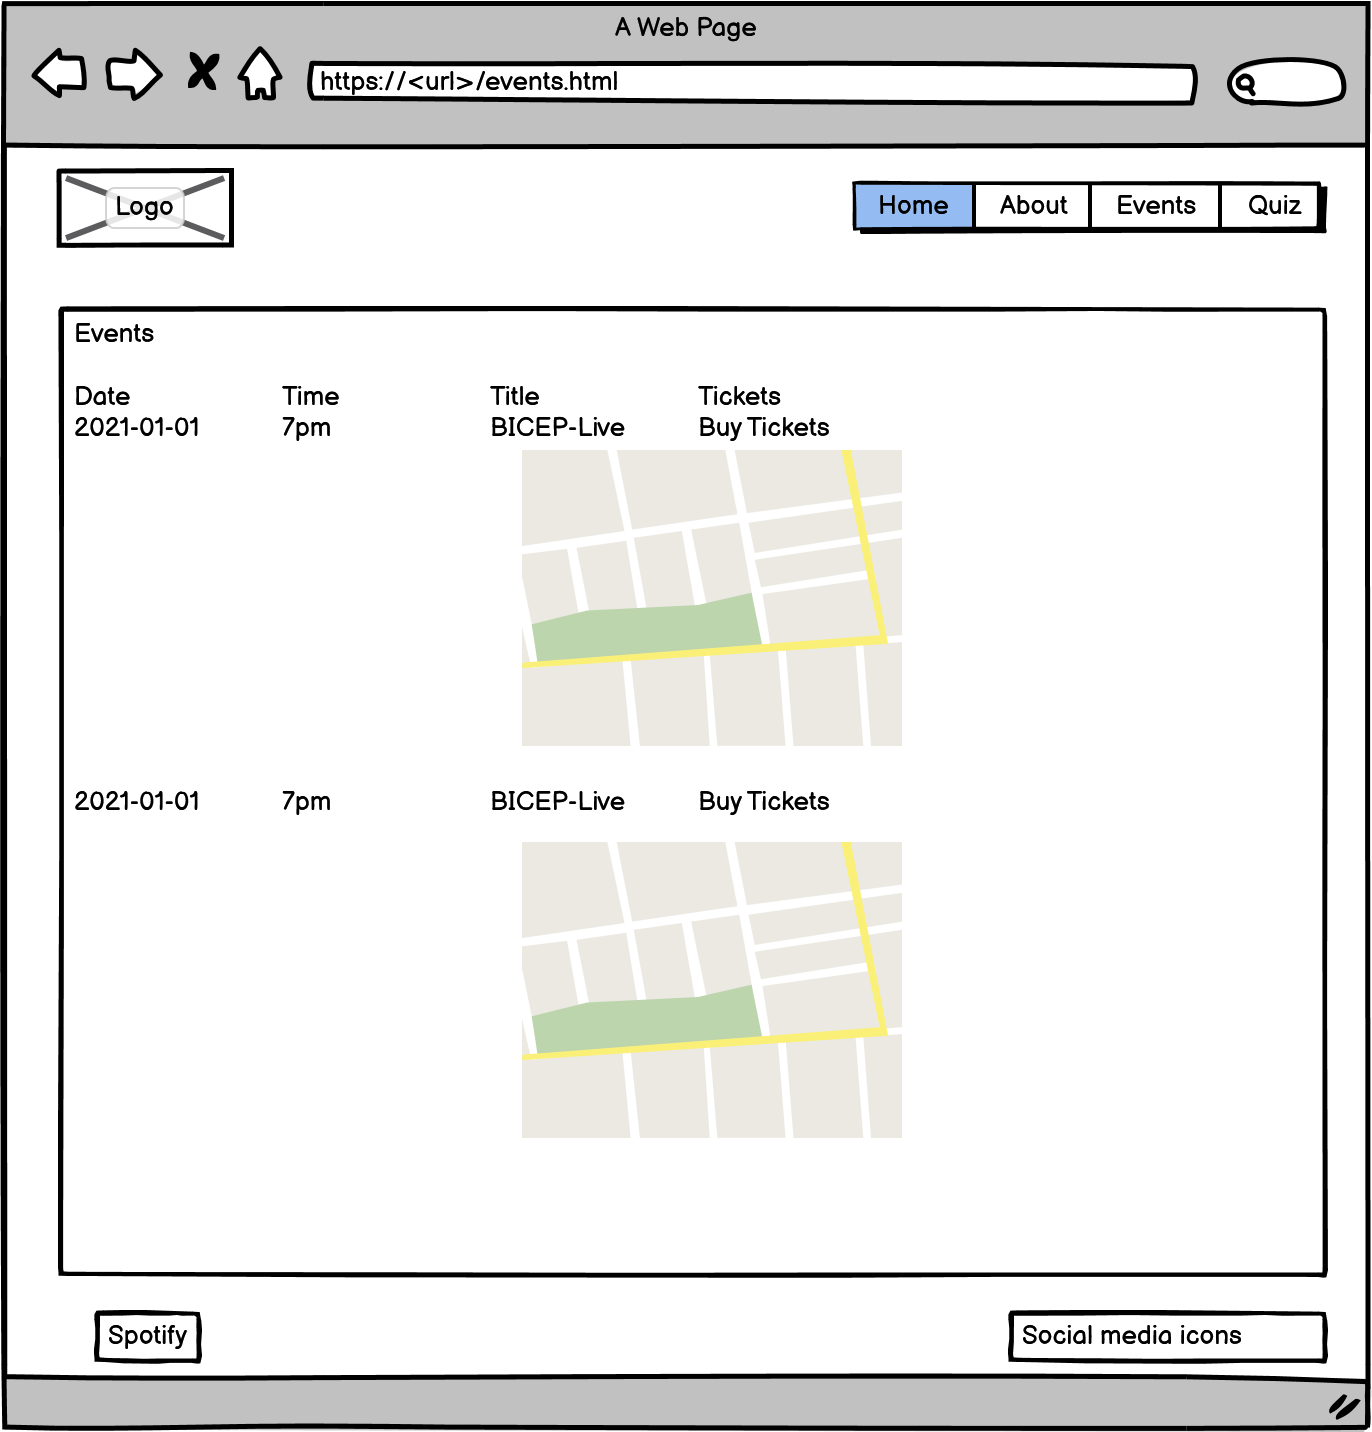 A Web Page
https://<url>/events.html
Logo
Home About Events Quiz
Events
Date Time Title Tickets
2021-01-01 7pm BICEP-Live Buy Tickets
2021-01-01 7pm BICEP-Live Buy Tickets
Spotify
Social media icons